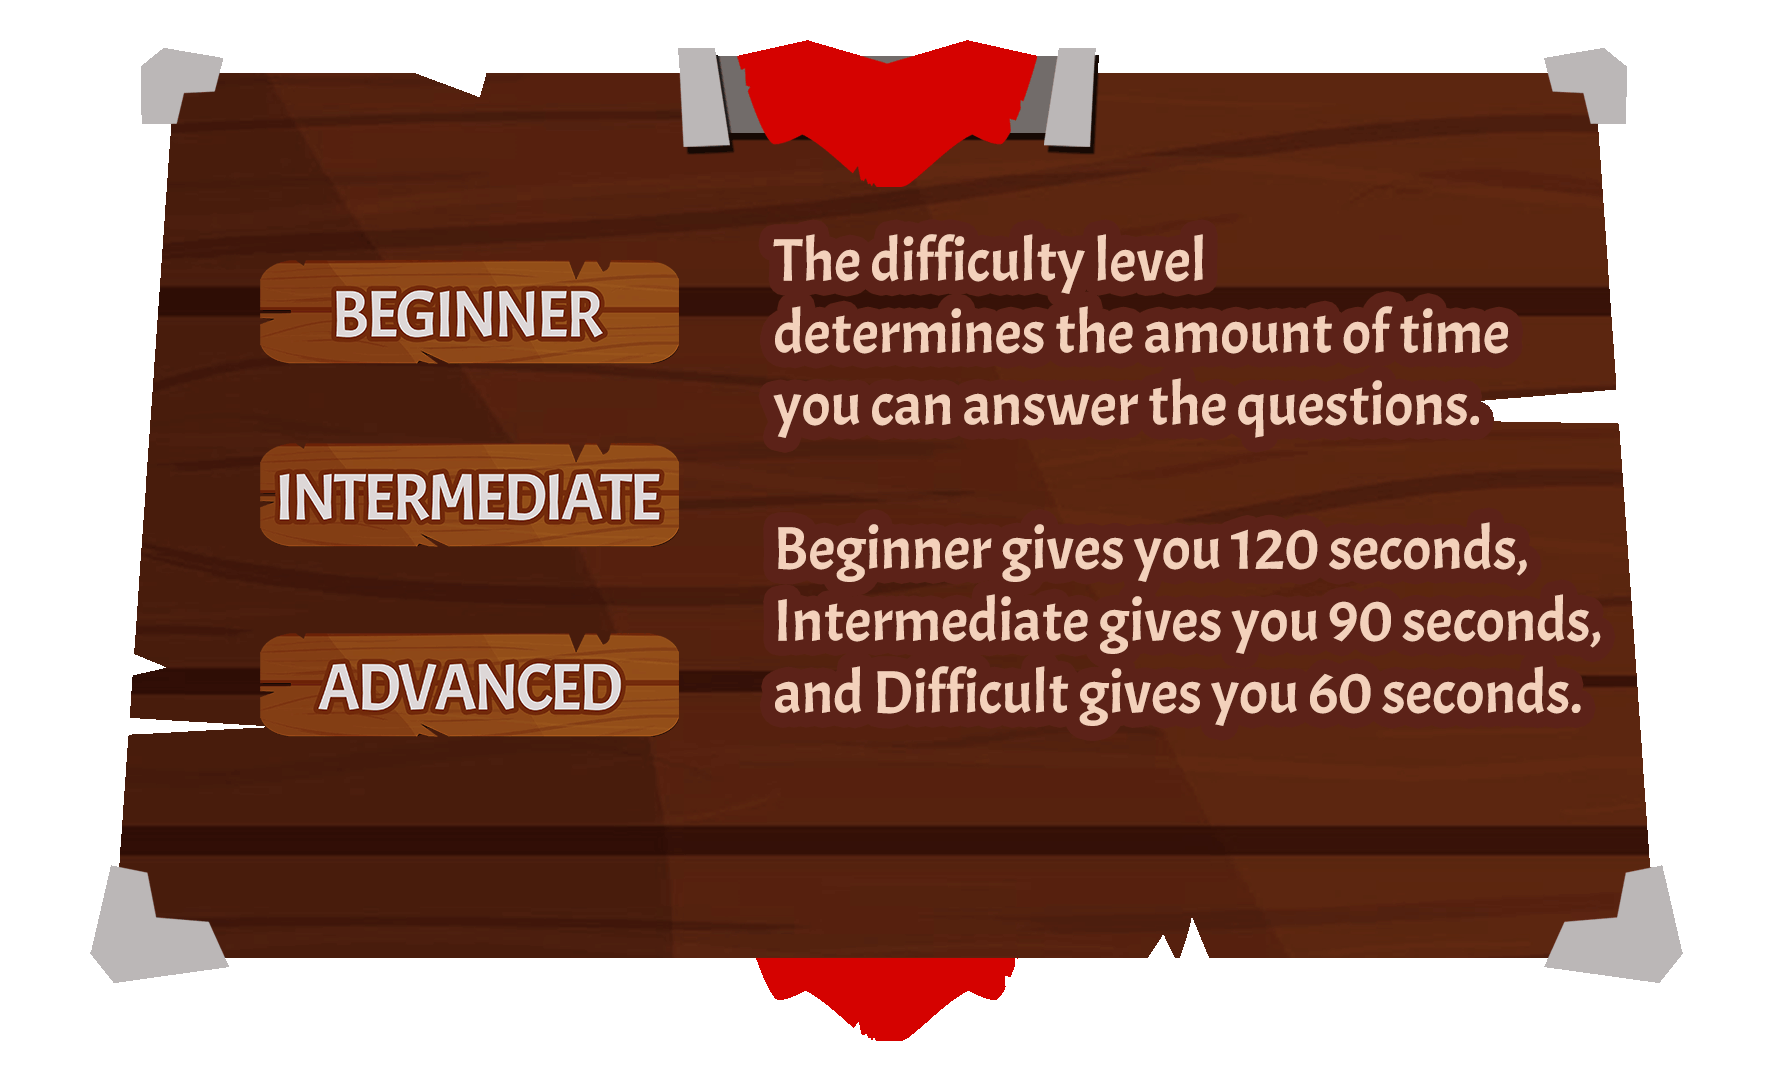 BEGINNER
INTERMEDIATE
ADVANCED
The difficulty level
determines the amount of time
you can answer the questions.
Beginner gives you 120 seconds,
Intermediate gives you 90 seconds,
and Difficult gives you 60 seconds.